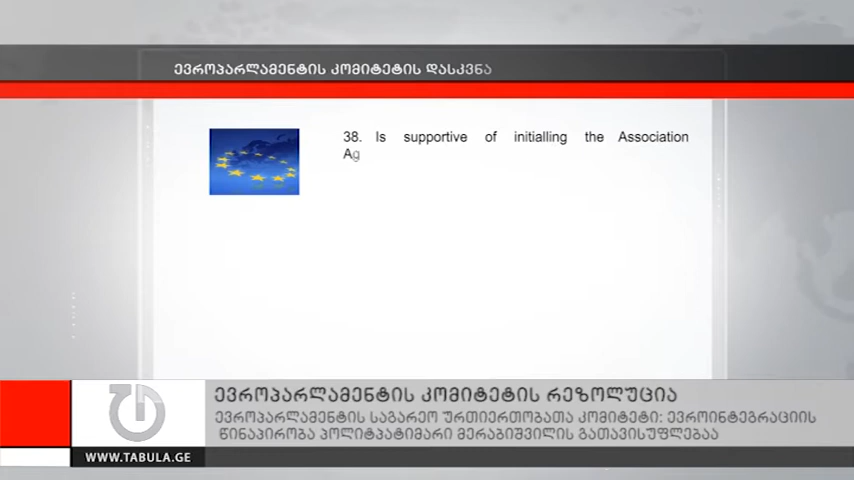 ევროპარლამენტის კომიტეტის დასკვნა
38. Is supportive of initialling the Association
Ag
ევროპარლამენტის კომიტეტის რეზოლუცია
ევროპარლამენტის საგარეო ურთიერთობათა კომიტეტი: ევროინტეგრაციის
წინაპირობა პოლიტპატიმარი მერაბიშვილის გათავისუფლებაა
WWW.TABULA.GE